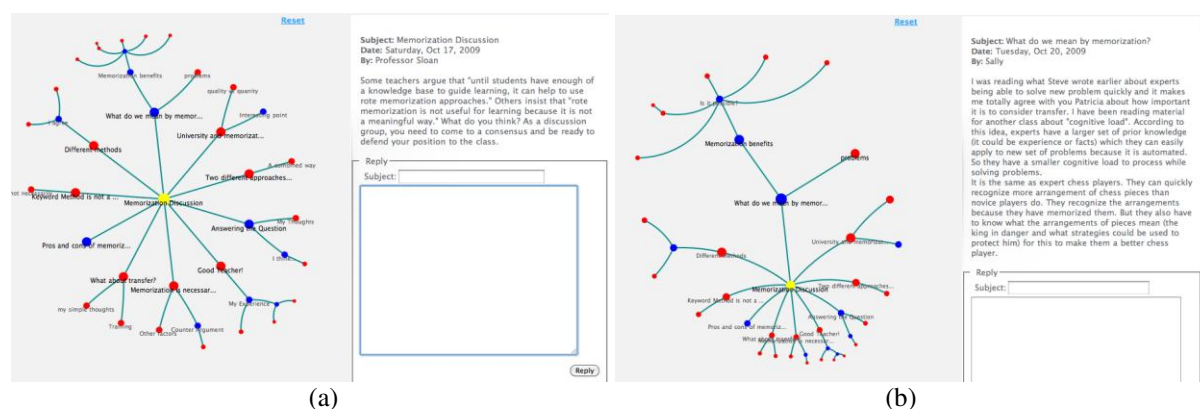 Reset
Memorization benefits
problems
quality vs quanity
Interesting point
What do we mean by memor...
University and memorizat...
I agree
Different methods
A combined way
Two different approaches...
Keyword Method is not a ...
Memorization Discussion
My Thoughts
Answering the Question
Pros and cons of memoriz...
I think...
Good Teacher!
What about transfer?
Memorization is necessar...
My Experience
my simple thoughts
Training
Other factors
Counter argument
Subject: Memorization Discussion
Date: Saturday, Oct 17, 2009
By: Professor Sloan
Some teachers argue that "until students have enough of
a knowledge base to guide learning, it can help to use
rote memorization approaches." Others insist that "rote
memorization is not useful for learning because it is not
a meaningful way." What do you think? As a discussion
group, you need to come to a consensus and be ready to
defend your position to the class.
Reply
Subject:
Reply
(a)
Reset
Memorization benefits
problems
What do we mean by memor...
University and memorizat...
Different methods
Memorization Discussion
Two different approaches...
Keyword Method is not a ...
Answering the Question
Pros and cons of memoriz...
Good Teacher!
What about transfer?
Memorization is necessar...
Subject: What do we mean by memorization?
Date: Tuesday, Oct 20, 2009
By: Sally
I was reading what Steve wrote earlier about experts
being able to solve new problem quickly and it makes
me totally agree with you Patricia about how important
it is to consider transfer. I have been reading material
for another class about "cognitive load". According to
this idea, experts have a larger set of prior knowledge
(it could be experience or facts) which they can easily
apply to new set of problems because it is automated.
So they have a smaller cognitive load to process while
solving problems.
It is the same as expert chess players. They can quickly
recognize more arrangement of chess pieces than
novice players do. They recognize the arrangements
because they have memorized them. But they also have
to know what the arrangements of pieces mean (the
king in danger and what strategies could be used to
protect him) for this to make them a better chess
player.
Reply
Subject:
(b)